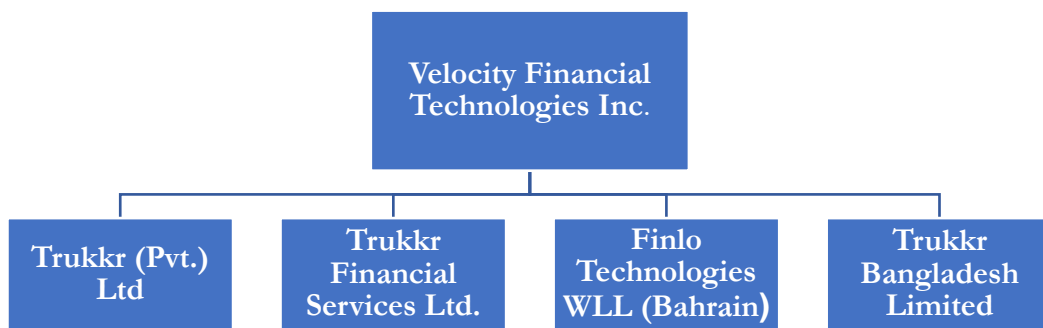 Velocity Financial
Technologies Inc.
Trukkr (Pvt.)
Ltd
Trukkr
Financial
Services Ltd.
Finlo
Technologies
WLL (Bahrain)
Trukkr
Bangladesh
Limited